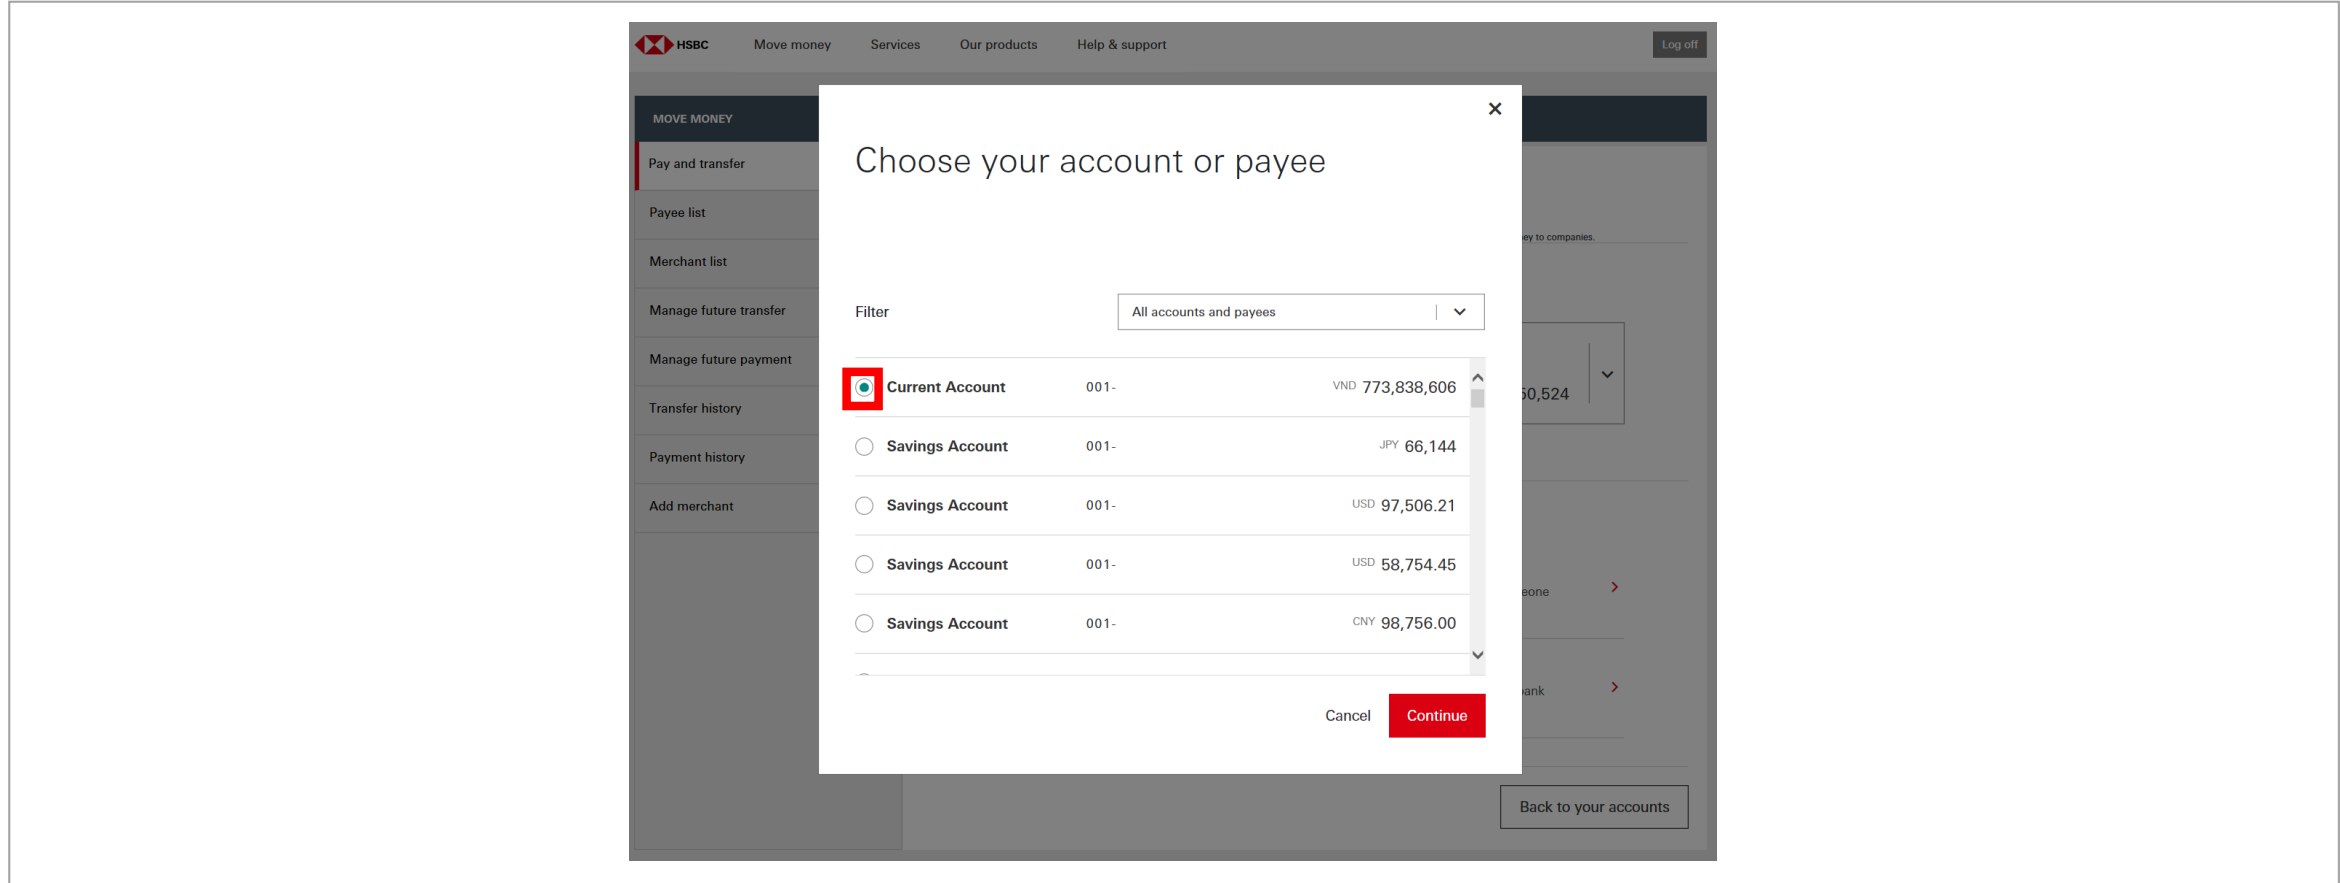 HSBC Move money Services Our products Help & support Log off
MOVE MONEY
Pay and transfer
Payee list
Merchant list
Manage future transfer
Manage future payment
Transfer history
Payment history
Add merchant
Choose your account or payee
Filter All accounts and payees
Current Account 001- VND 773,838,606
Savings Account 001- JPY 66,144
Savings Account 001- USD 97,506.21
Savings Account 001- USD 58,754.45
Savings Account 001- CNY 98,756.00
Cancel Continue
to companies.
Back to your accounts